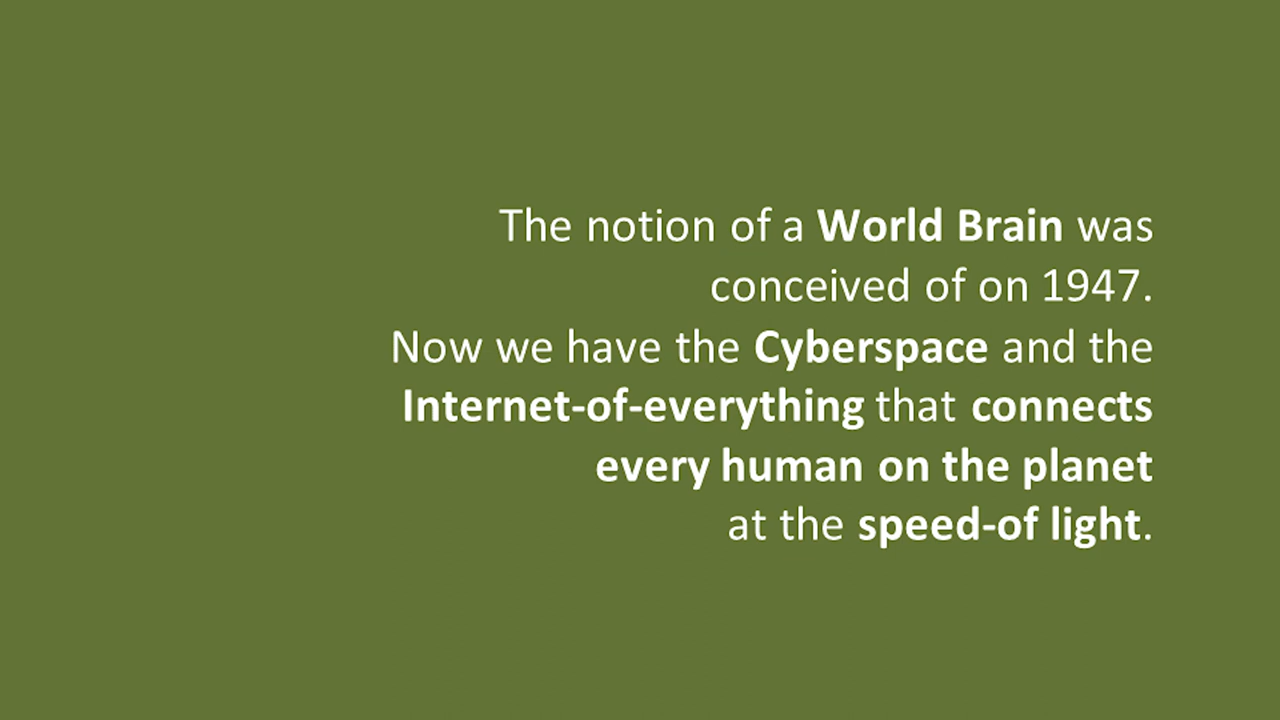 The notion of a World Brain was
conceived of on 1947.
Now we have the Cyberspace and the
Internet-of-everything that connects
every human on the planet
at the speed-of light.